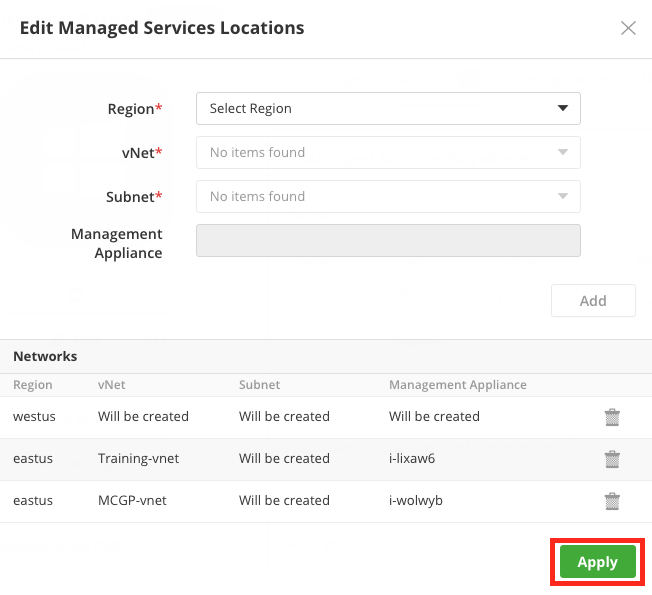 Edit Managed Services Locations
Region* Select Region
vNet* No items found
Subnet* No items found
Management
Appliance
Add
Networks
Region vNet Subnet Management Appliance
westus Will be created Will be created Will be created
eastus Training-vnet Will be created i-lixaw6
eastus MCGP-vnet Will be created i-wolwyb
Apply